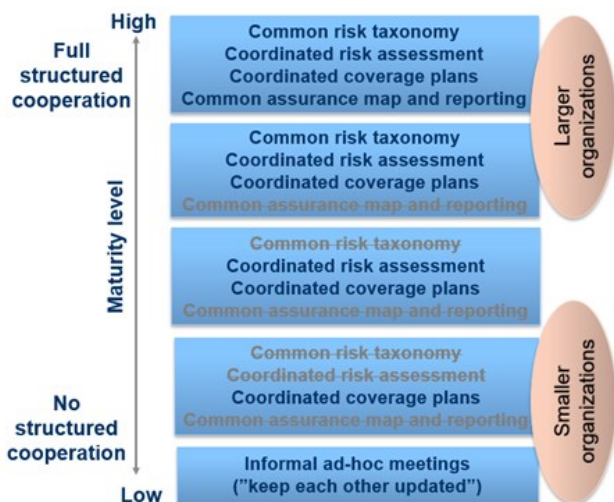 High
Full
structured
cooperation
Maturity level
No
structured
cooperation
Low
Common risk taxonomy
Coordinated risk assessment
Coordinated coverage plans
Common assurance map and reporting
Common risk taxonomy
Coordinated risk assessment
Coordinated coverage plans
Common assurance map and reporting
Common risk taxonomy
Coordinated risk assessment
Coordinated coverage plans
Common assurance map and reporting
Common risk taxonomy
Coordinated risk assessment
Coordinated coverage plans
Common assurance map and reporting
Informal ad-hoc meetings
("keep each other updated")
Larger
organizations
Smaller
organizations